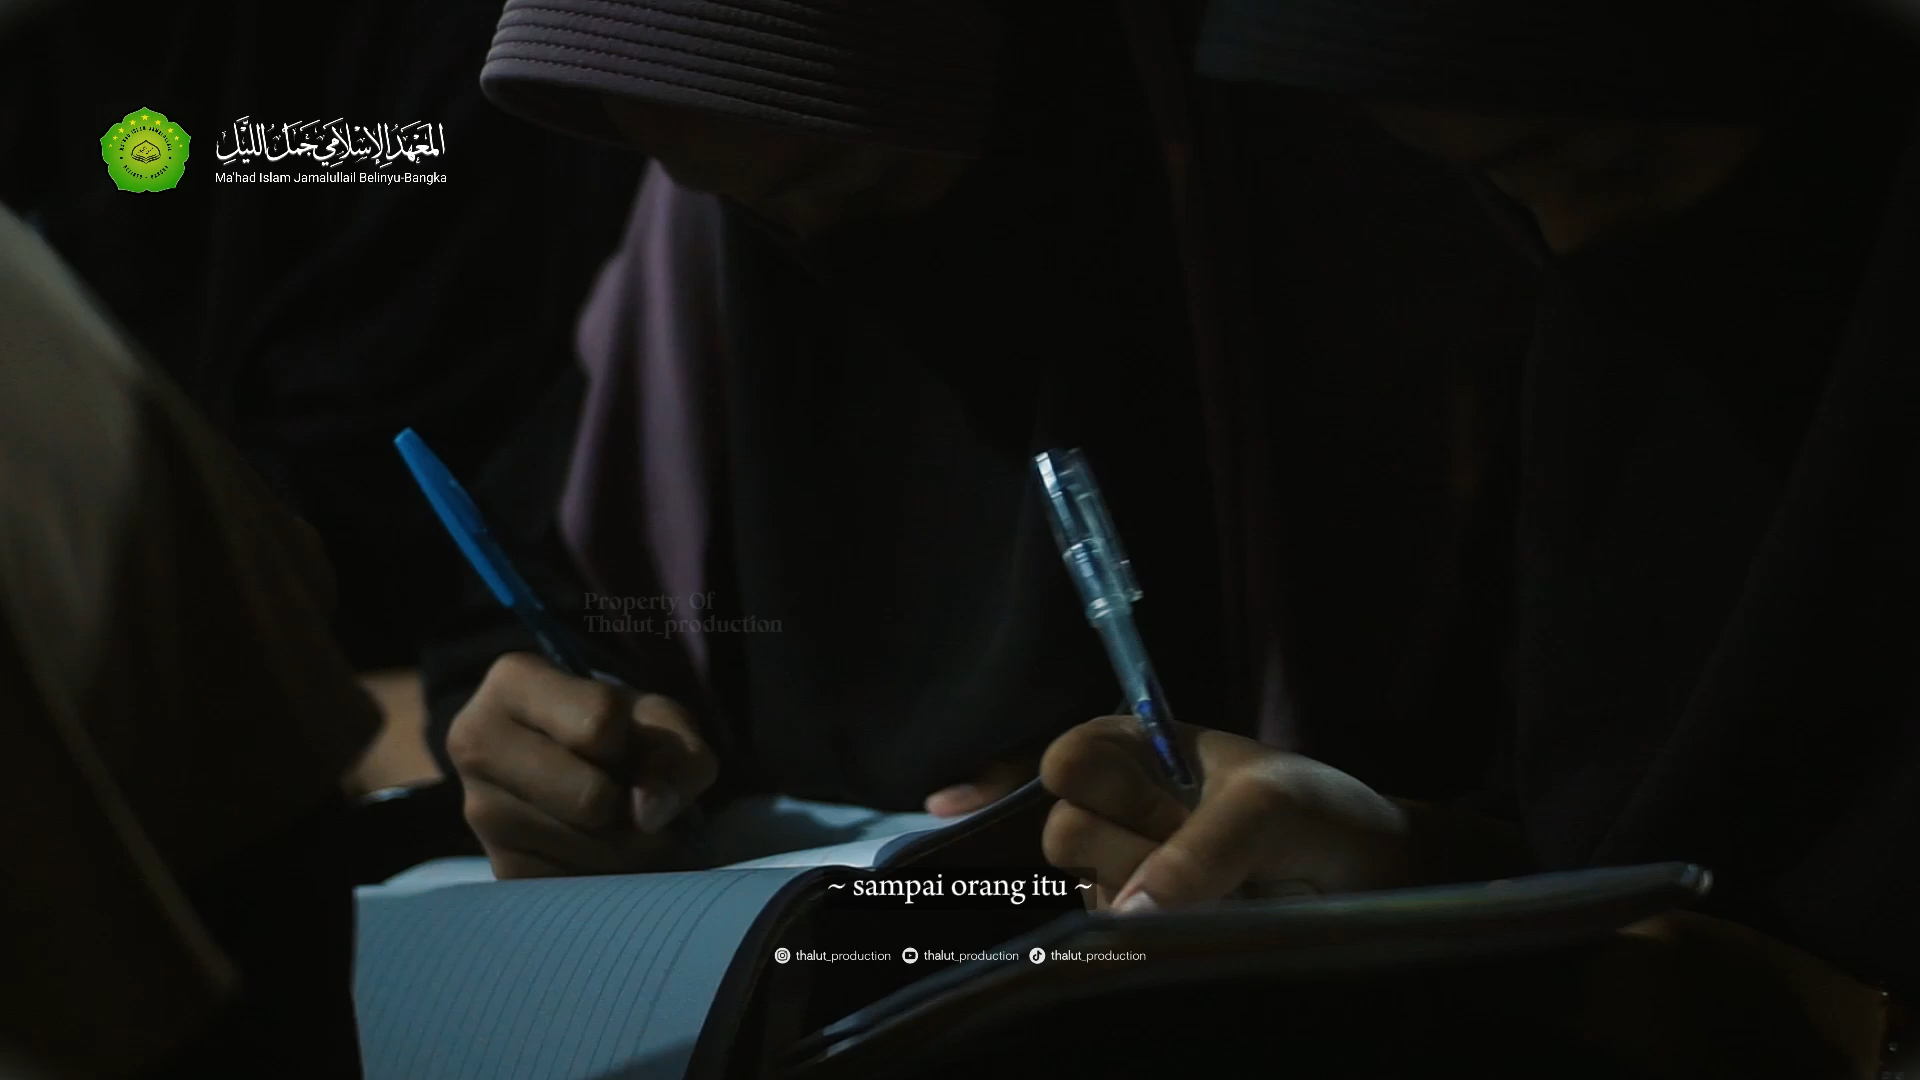 المعهد الإسلامي جمل الليل
Ma'had Islam Jamalullail Belinyu-Bangka
Property Of
Thalut_production
~ sampai orang itu ~
thalut_production thalut_production thalut_production